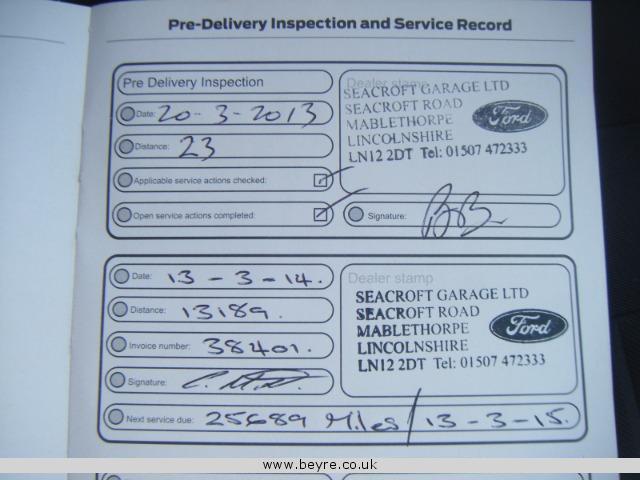 Pre-Delivery Inspection and Service Record
Pre Delivery Inspection
Date: 20-3-2013
Distance: 23
Applicable service actions checked:
Open service actions completed:
Dealer stamp
SEACROFT GARAGE LTD
SEACROFT ROAD
MABLETHORPE
LINCOLNSHIRE
LN12 2DT Tel: 01507 472333
Ford
Signature:
Date: 13-3-14.
Distance: 13189.
Invoice number: 38401.
Signature:
Dealer stamp
SEACROFT GARAGE LTD
SEACROFT ROAD
MABLETHORPE
LINCOLNSHIRE
LN12 2DT Tel: 01507 472333
Ford
Next service due: 25689 Miles / 13-3-15.
www.beyre.co.uk